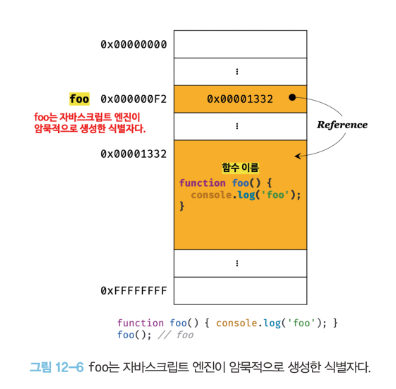 0x00000000
⋮
foo 0x000000F2 0x00001332
foo는 자바스크립트 엔진이
암묵적으로 생성한 식별자다.
⋮
Reference
0x00001332
함수 이름
function foo() {
console.log('foo');
}
⋮
0xFFFFFFFF
function foo() { console.log('foo'); }
foo(); // foo
그림 12-6 foo는 자바스크립트 엔진이 암묵적으로 생성한 식별자다.